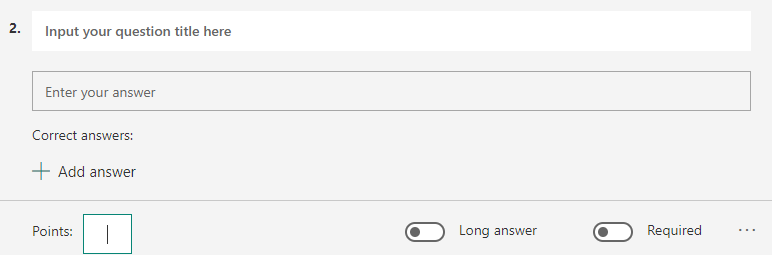 2. Input your question title here
Enter your answer
Correct answers:
Add answer
Points: Long answer Required